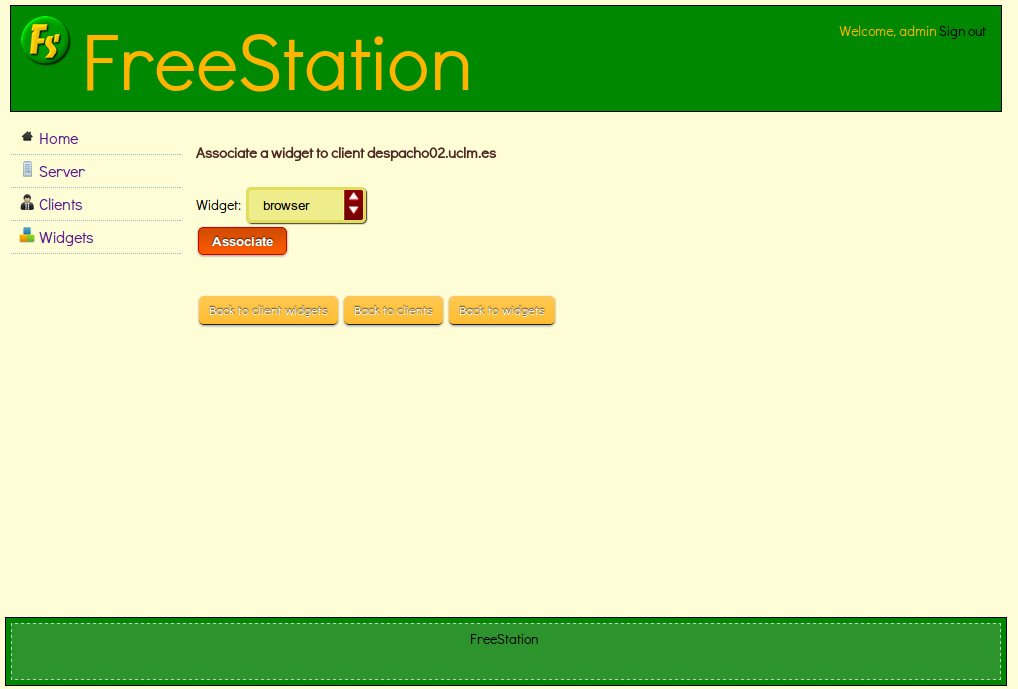 Fs FreeStation
Welcome, admin Sign out
Home
Server
Clients
Widgets
Associate a widget to client despacho02.uclm.es
Widget: browser
Associate
Back to client widgets Back to clients Back to widgets
FreeStation